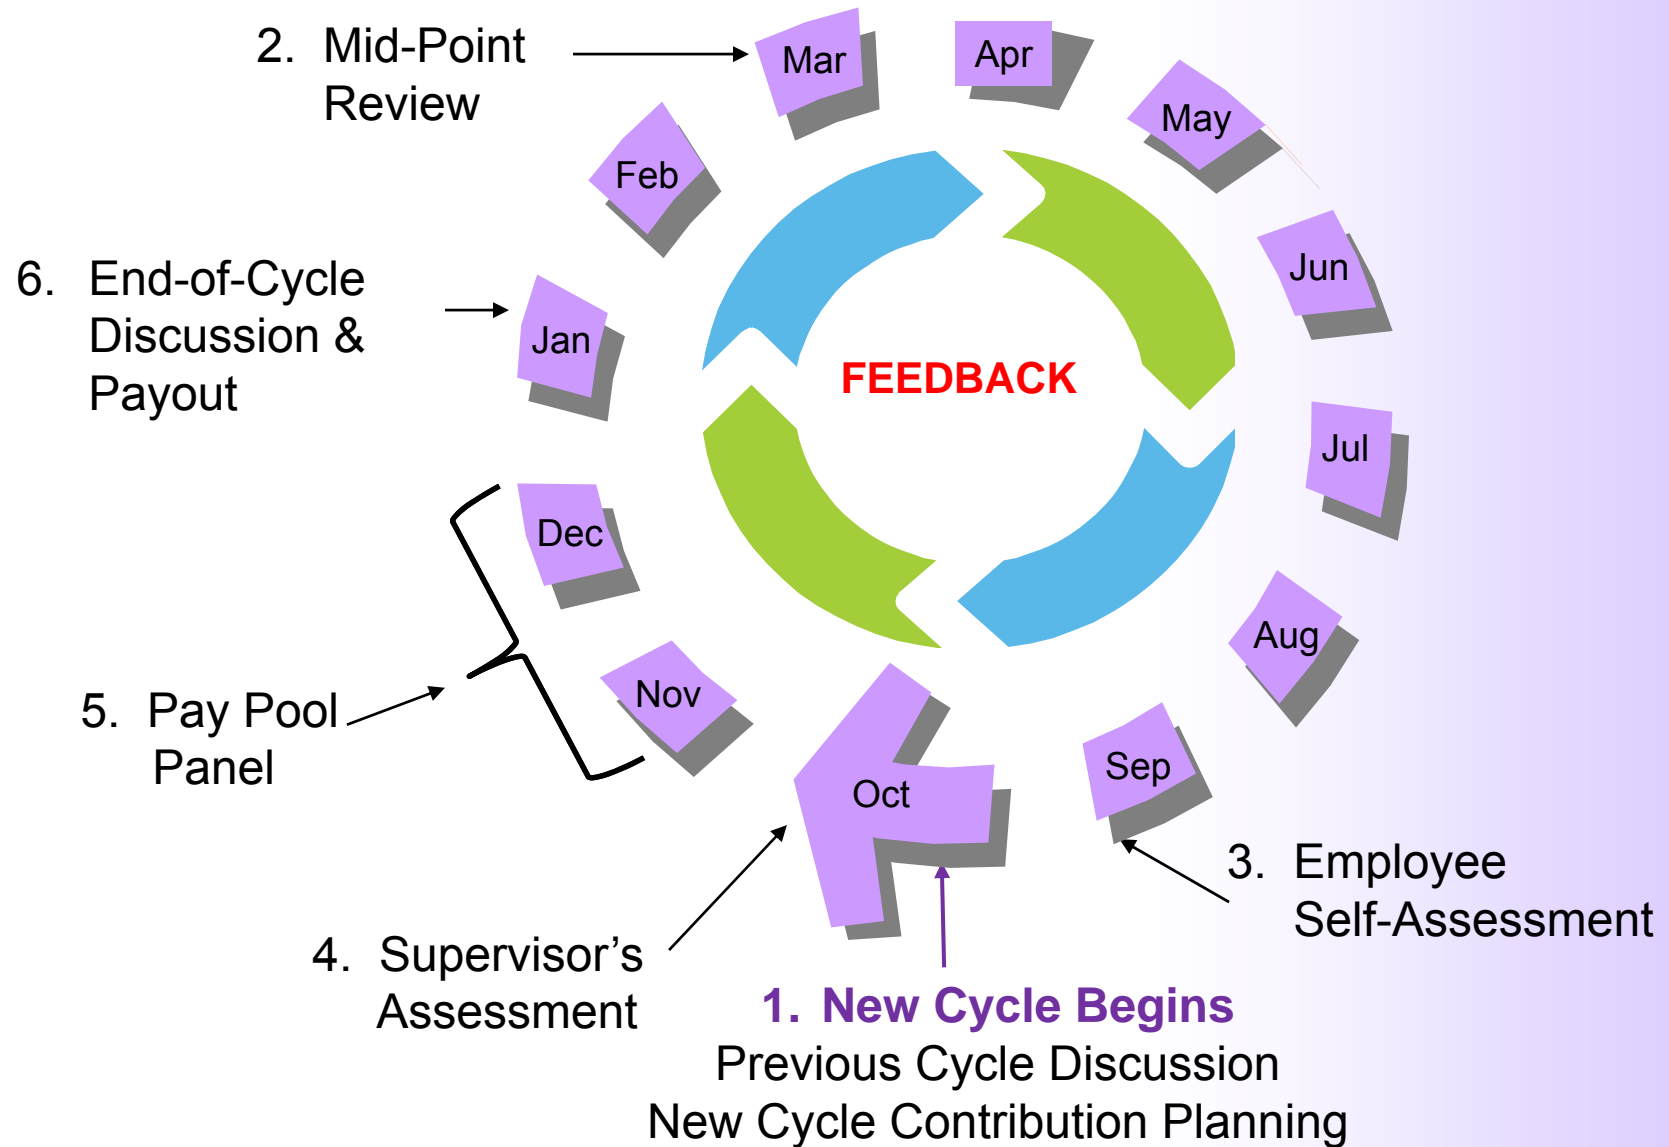 2. Mid-Point
Review
Mar
Apr
May
Feb
Jun
6. End-of-Cycle
Discussion &
Payout
Jan
FEEDBACK
Jul
Dec
Aug
Nov
5. Pay Pool
Panel
Sep
Oct
3. Employee
Self-Assessment
4. Supervisor’s
Assessment
1. New Cycle Begins
Previous Cycle Discussion
New Cycle Contribution Planning